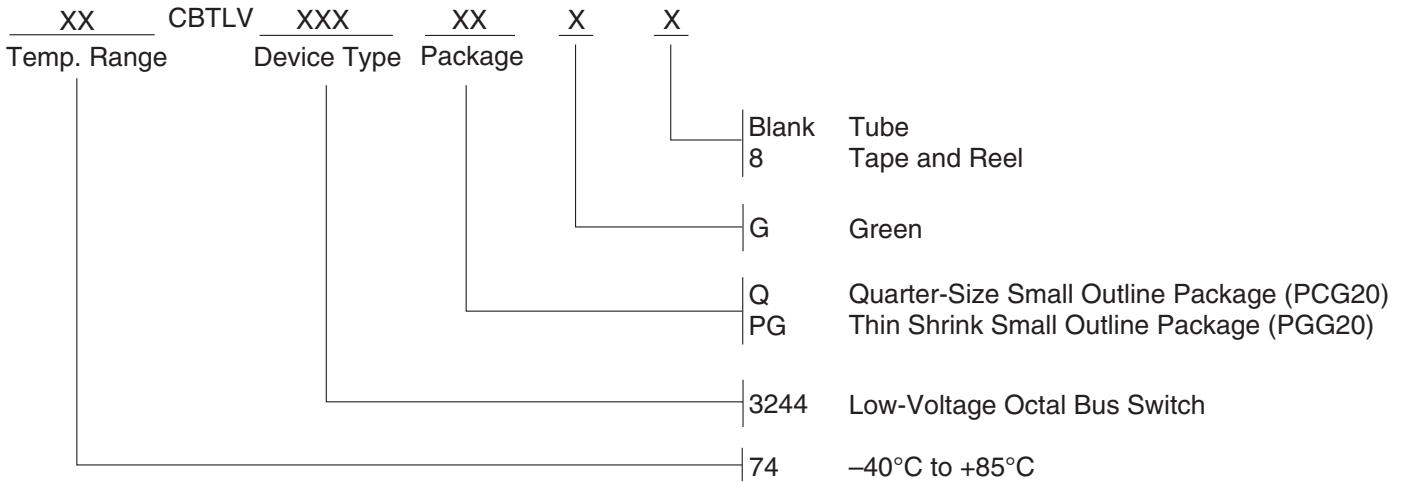 XX CBTLV XXX XX X X
Temp. Range Device Type Package
Blank Tube
8 Tape and Reel
G Green
Q Quarter-Size Small Outline Package (PCG20)
PG Thin Shrink Small Outline Package (PGG20)
3244 Low-Voltage Octal Bus Switch
74 –40°C to +85°C